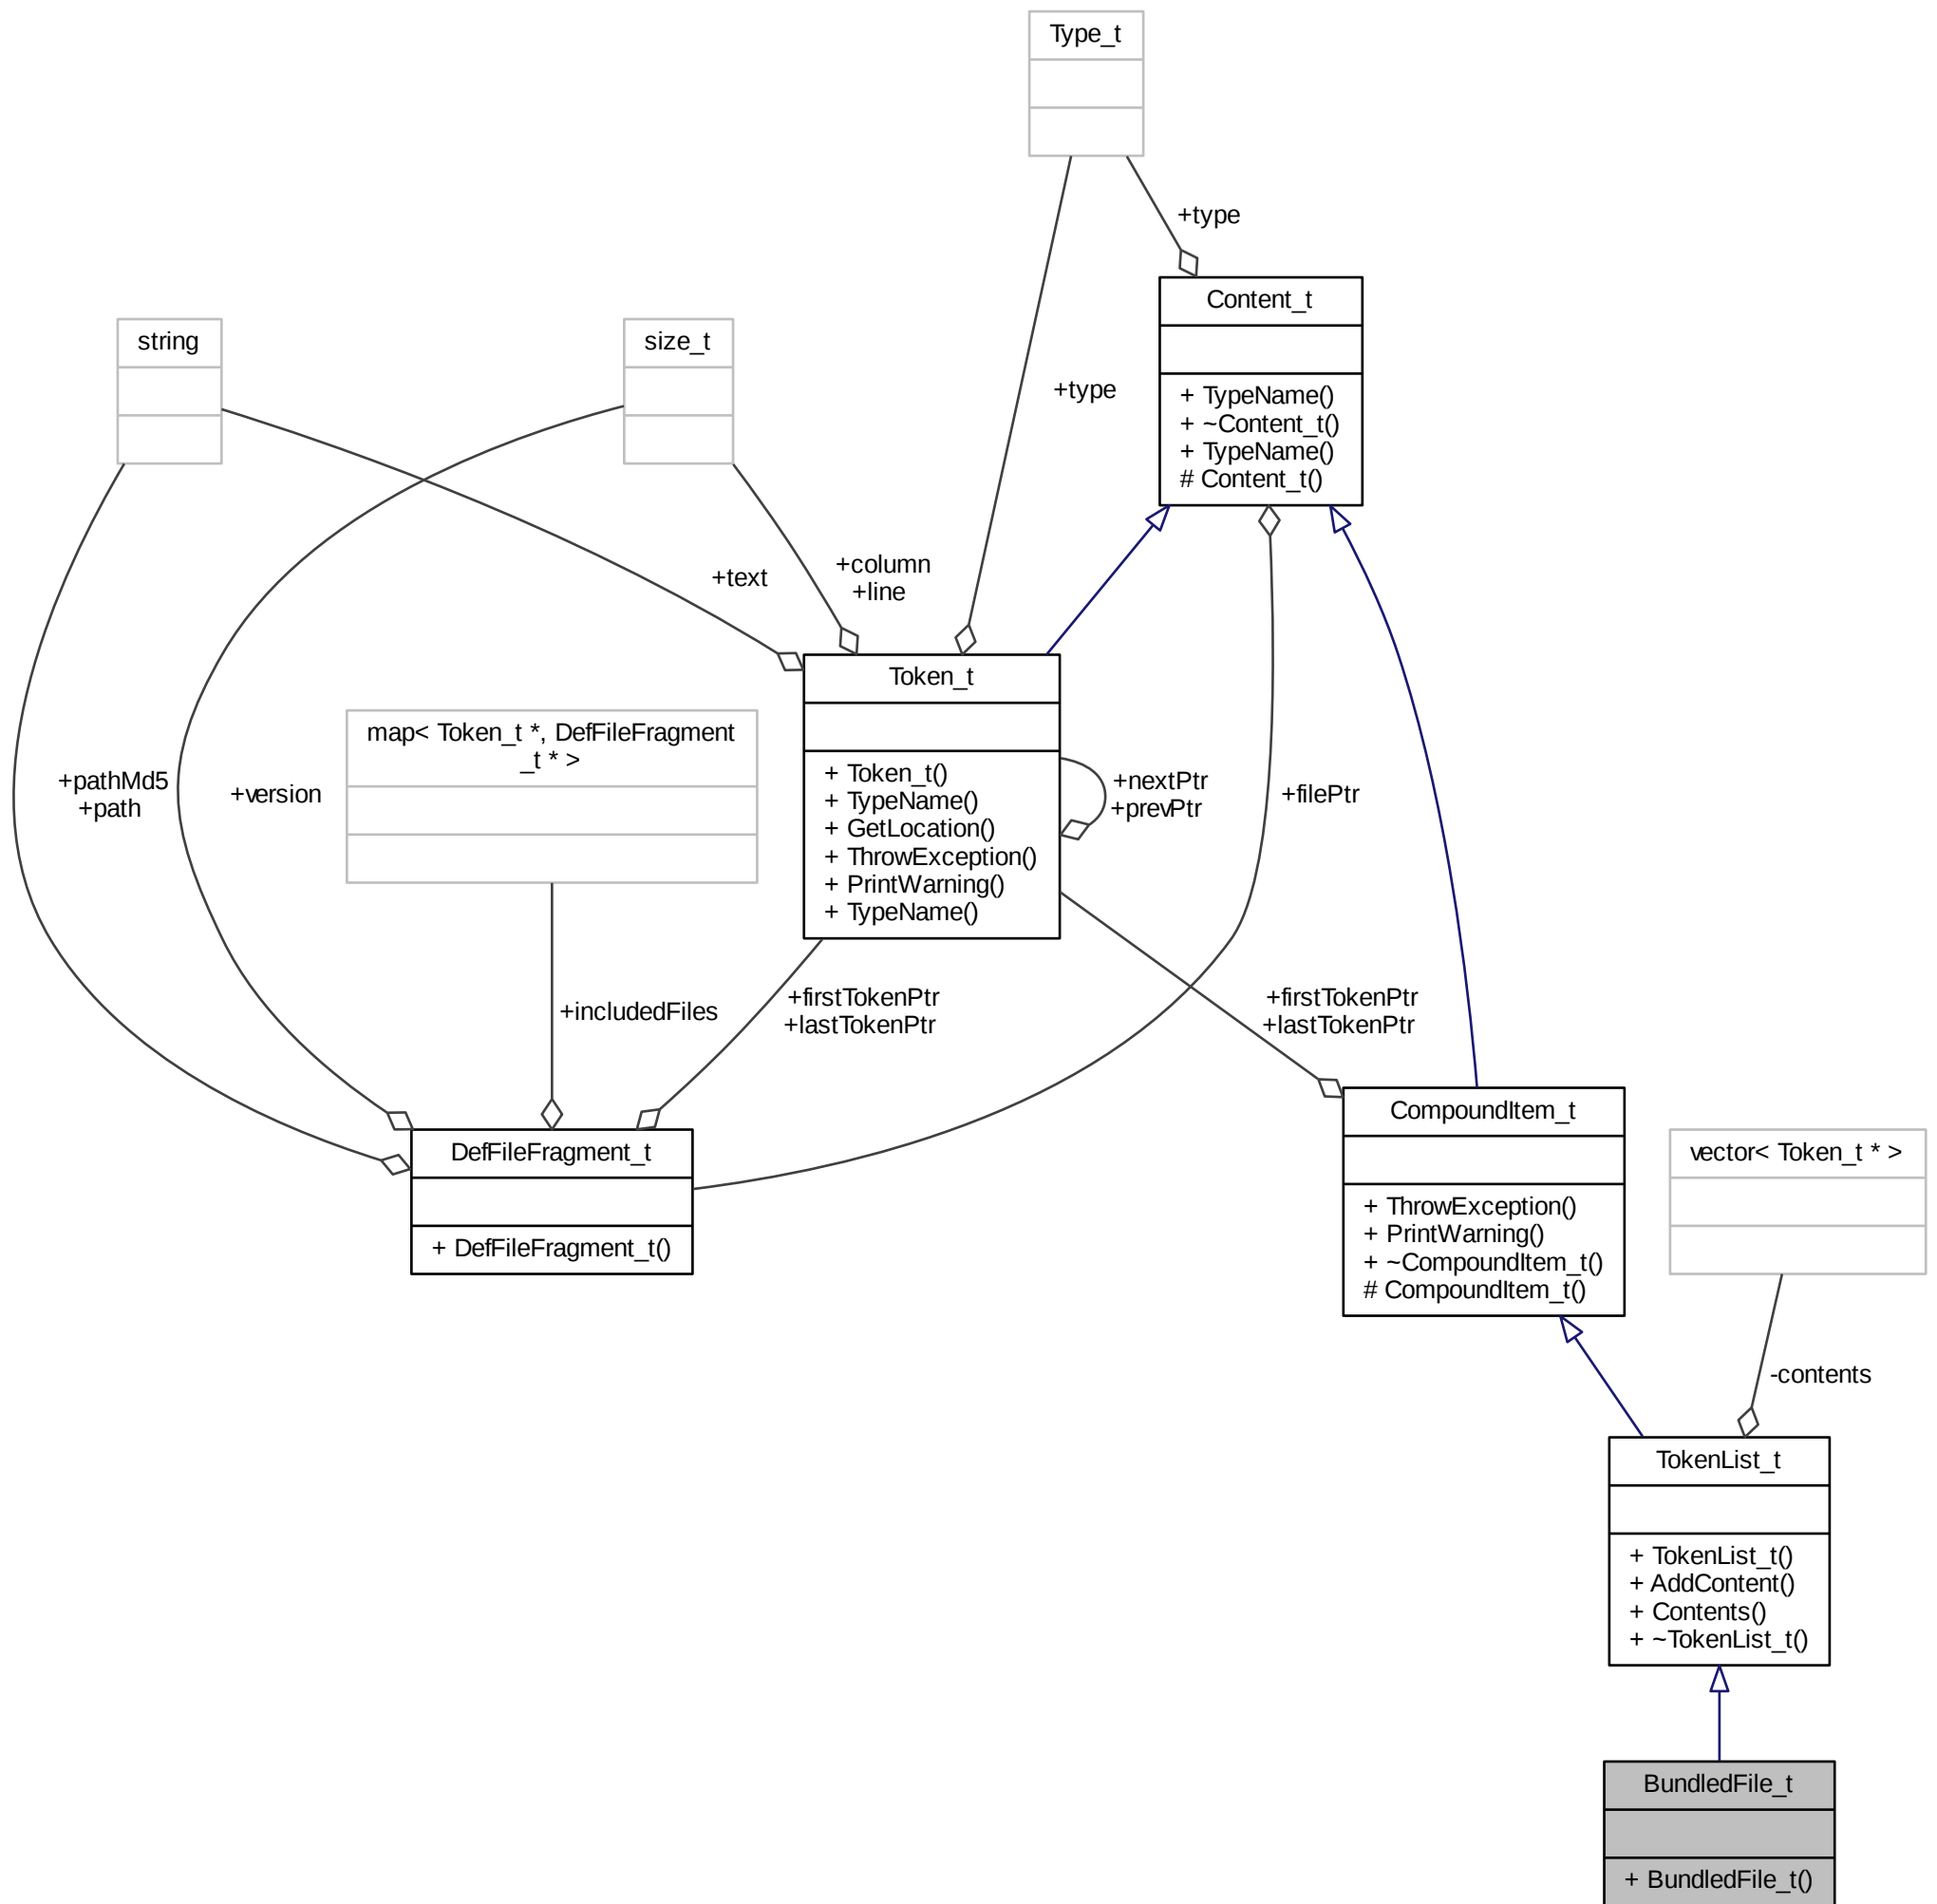 Type_t
+type
Content_t
+ TypeName()
+ ~Content_t()
+ TypeName()
# Content_t()
string
size_t
+type
+text
+column
+line
Token_t
+ Token_t()
+ TypeName()
+ GetLocation()
+ ThrowException()
+ PrintWarning()
+ TypeName()
map< Token_t *, DefFileFragment
_t * >
+pathMd5
+path
+version
+nextPtr
+prevPtr
+filePtr
+includedFiles
+firstTokenPtr
+lastTokenPtr
+firstTokenPtr
+lastTokenPtr
DefFileFragment_t
+ DefFileFragment_t()
CompoundItem_t
+ ThrowException()
+ PrintWarning()
+ ~CompoundItem_t()
# CompoundItem_t()
vector< Token_t * >
-contents
TokenList_t
+ TokenList_t()
+ AddContent()
+ Contents()
+ ~TokenList_t()
BundledFile_t
+ BundledFile_t()